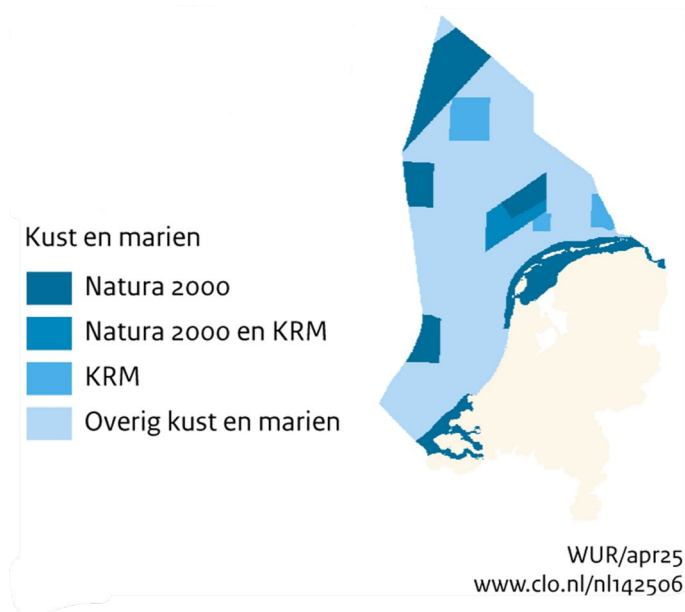 Kust en marien
Natura 2000
Natura 2000 en KRM
KRM
Overig kust en marien
WUR/apr25
www.clo.nl/nl142506